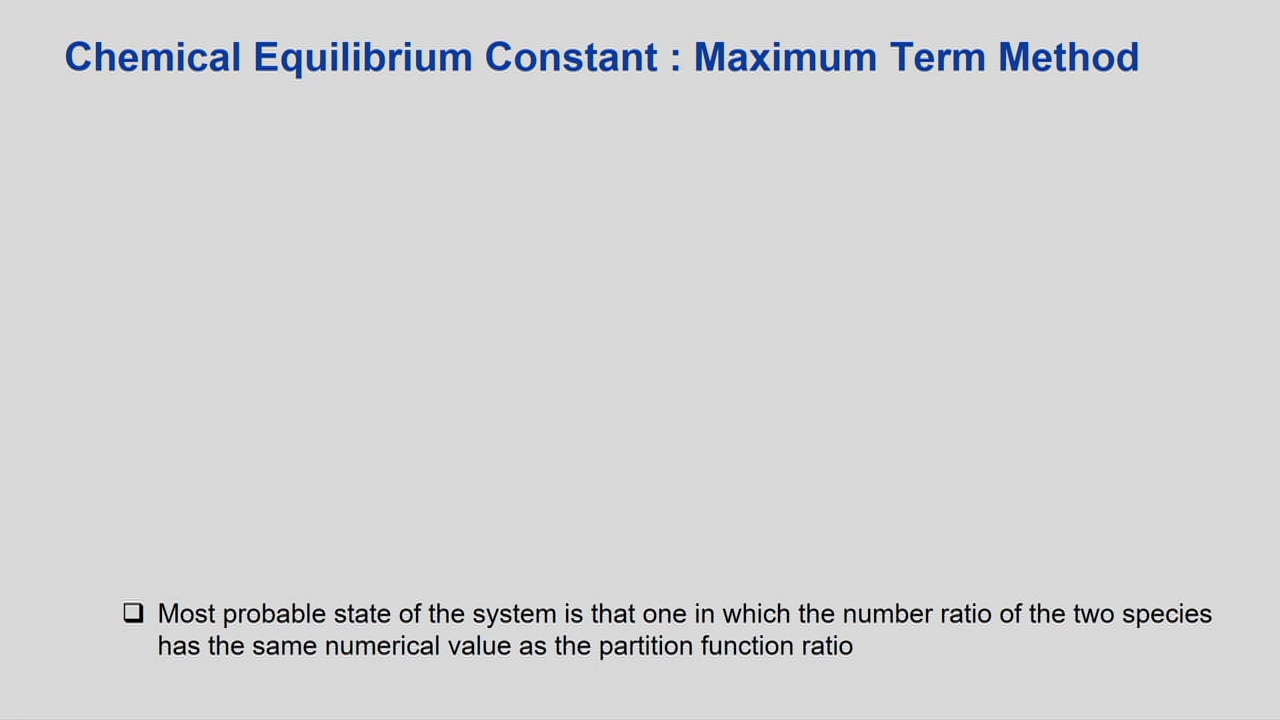 Chemical Equilibrium Constant : Maximum Term Method
❑ Most probable state of the system is that one in which the number ratio of the two species
has the same numerical value as the partition function ratio